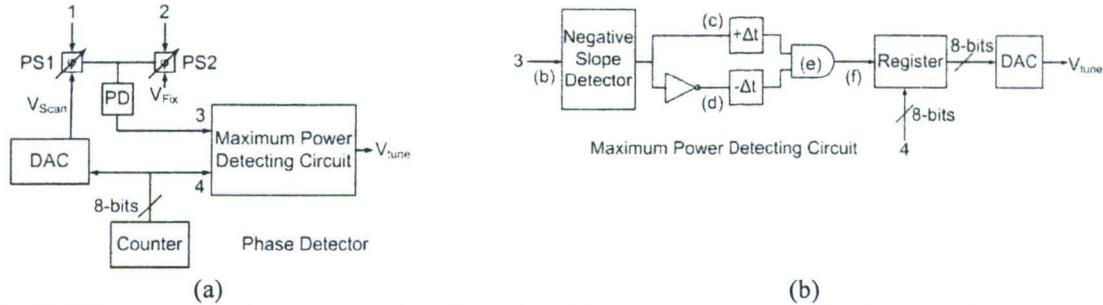 1
2
PS1
φ
φ
PS2
V_Scan
PD
V_Fix
3
DAC
Maximum Power
Detecting Circuit
V_tune
4
8-bits
Counter
Phase Detector
(a)
3
(b)
Negative
Slope
Detector
(c)
+Δt
(d)
-Δt
(e)
(f)
Register
8-bits
DAC
V_tune
8-bits
4
Maximum Power Detecting Circuit
(b)